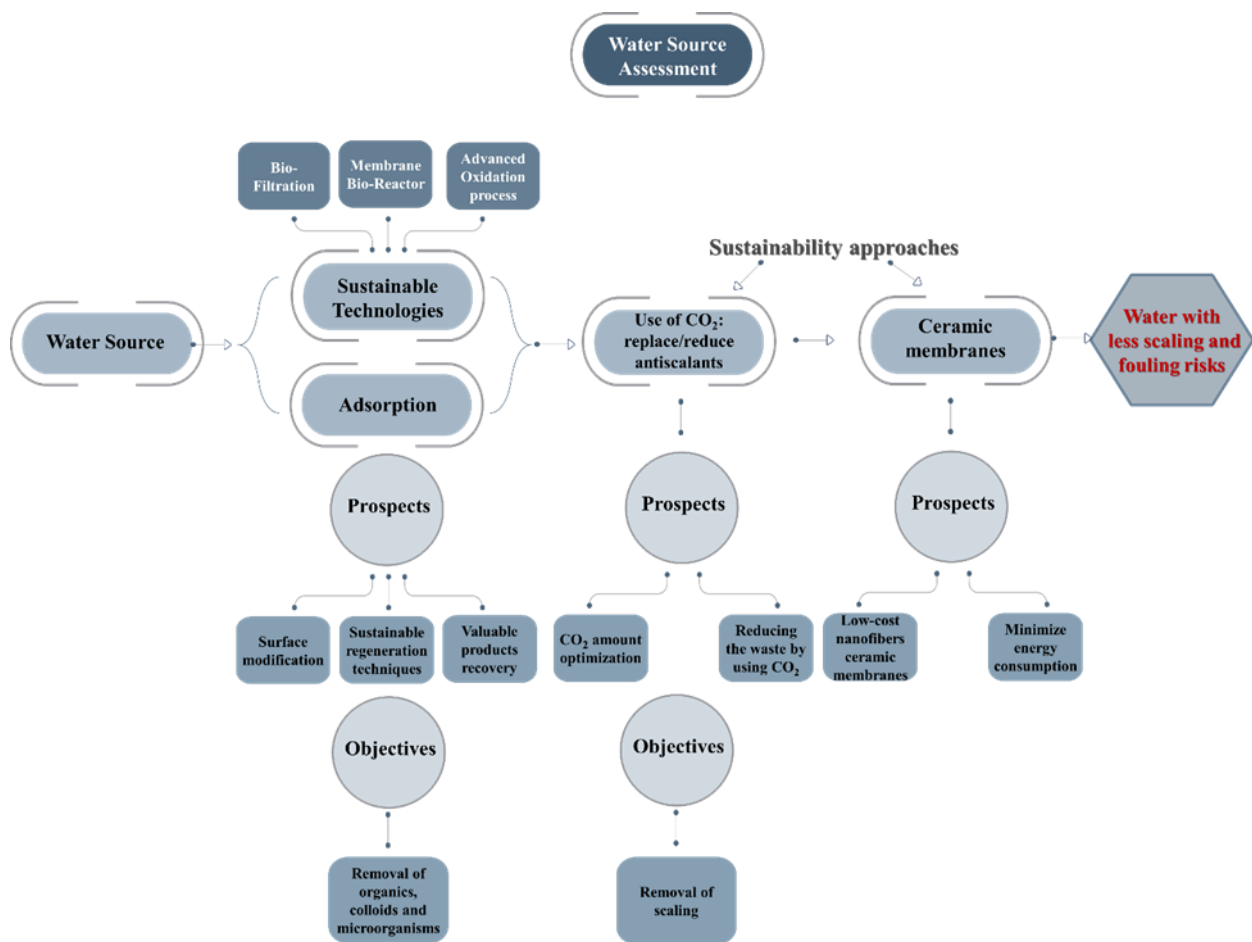 Water Source
Assessment
Bio-
Filtration
Membrane
Bio-Reactor
Advanced
Oxidation
process
Sustainability approaches
Water Source
Sustainable
Technologies
Adsorption
Use of CO₂:
replace/reduce
antiscalants
Ceramic
membranes
Water with
less scaling and
fouling risks
Prospects
Prospects
Prospects
Surface
modification
Sustainable
regeneration
techniques
Valuable
products
recovery
CO₂ amount
optimization
Reducing
the waste by
using CO₂
Low-cost
nanofibers
ceramic
membranes
Minimize
energy
consumption
Objectives
Objectives
Removal of
organics,
colloids and
microorganisms
Removal of
scaling